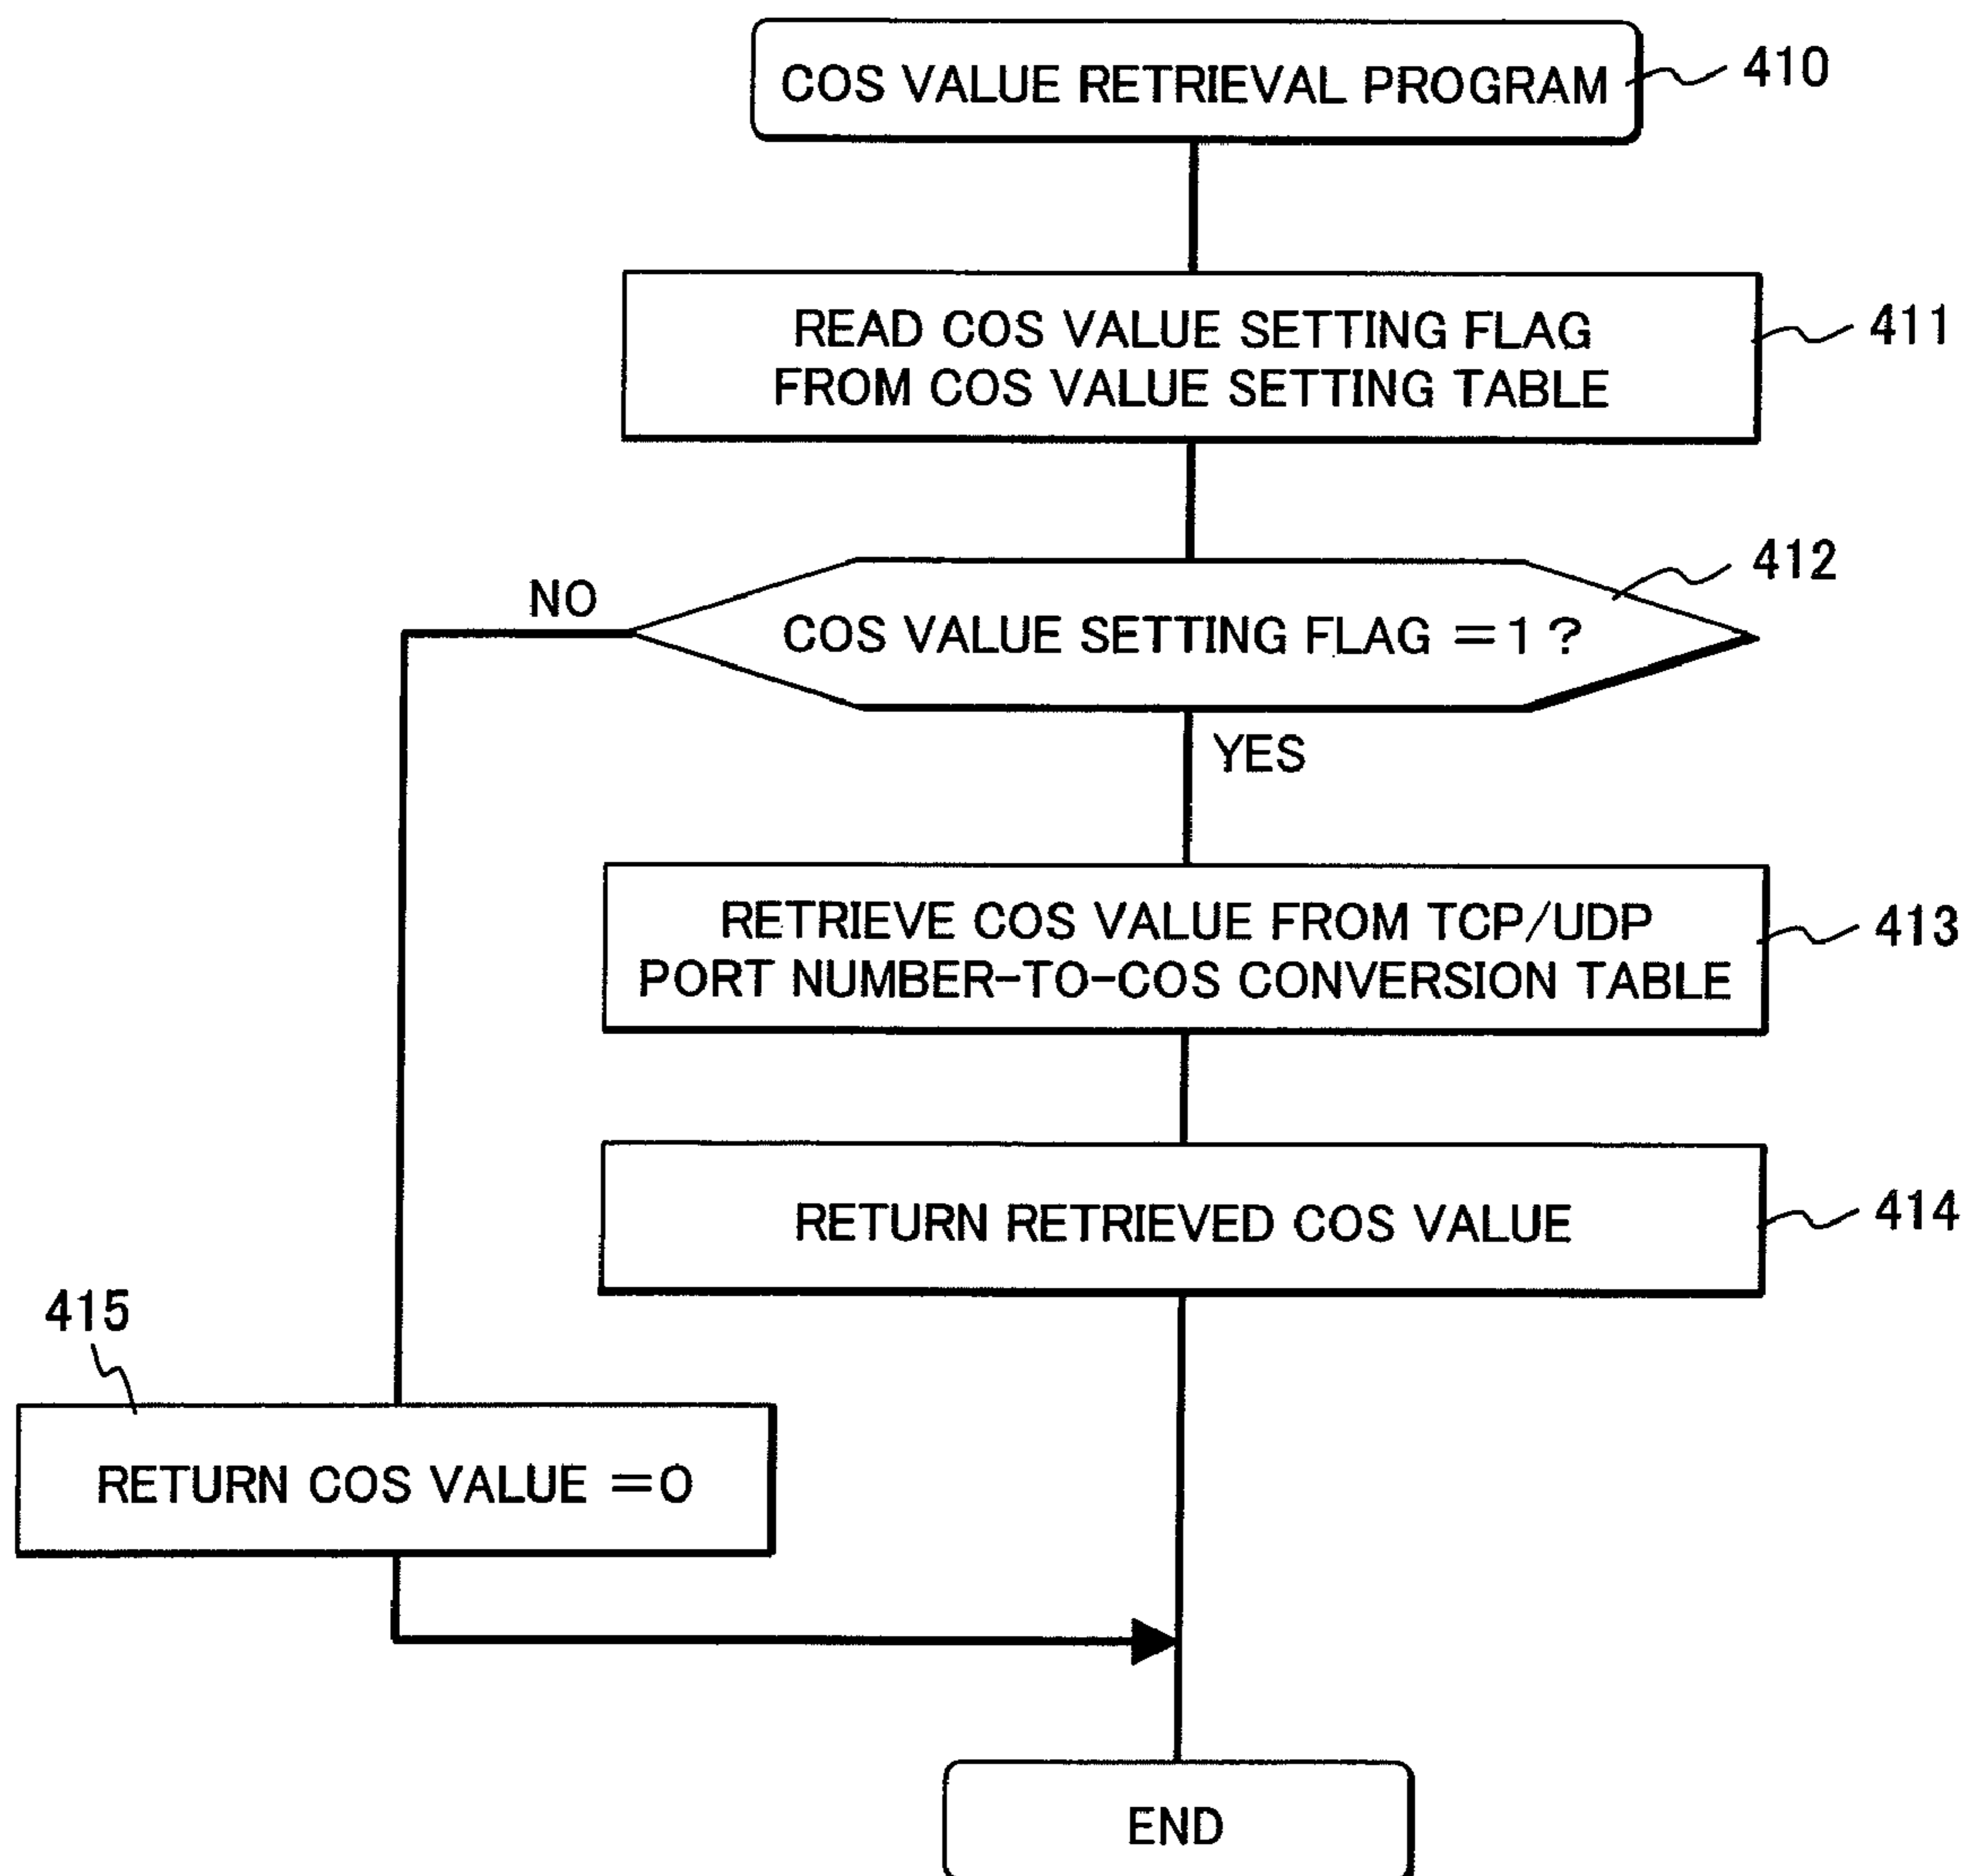 COS VALUE RETRIEVAL PROGRAM
410
READ COS VALUE SETTING FLAG
FROM COS VALUE SETTING TABLE
411
412
NO
COS VALUE SETTING FLAG =1?
YES
RETRIEVE COS VALUE FROM TCP/UDP
PORT NUMBER-TO-COS CONVERSION TABLE
413
RETURN RETRIEVED COS VALUE
414
415
RETURN COS VALUE =0
END